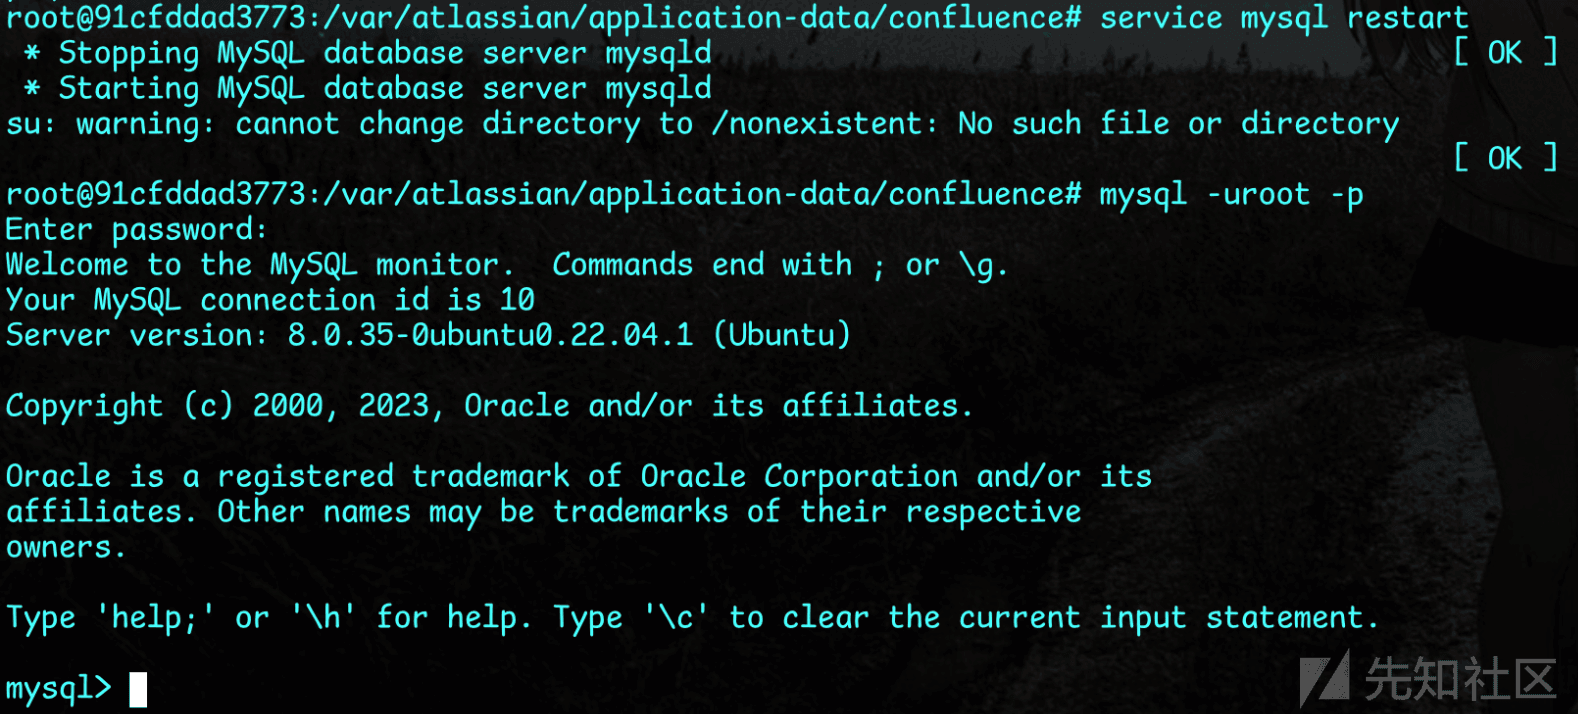 root@91cfddad3773:/var/atlassian/application-data/confluence# service mysql restart
 * Stopping MySQL database server mysqld [ OK ]
 * Starting MySQL database server mysqld
su: warning: cannot change directory to /nonexistent: No such file or directory
[ OK ]
root@91cfddad3773:/var/atlassian/application-data/confluence# mysql -uroot -p
Enter password:
Welcome to the MySQL monitor.  Commands end with ; or \g.
Your MySQL connection id is 10
Server version: 8.0.35-0ubuntu0.22.04.1 (Ubuntu)

Copyright (c) 2000, 2023, Oracle and/or its affiliates.

Oracle is a registered trademark of Oracle Corporation and/or its
affiliates. Other names may be trademarks of their respective
owners.

Type 'help;' or '\h' for help. Type '\c' to clear the current input statement.

mysql>
先知社区